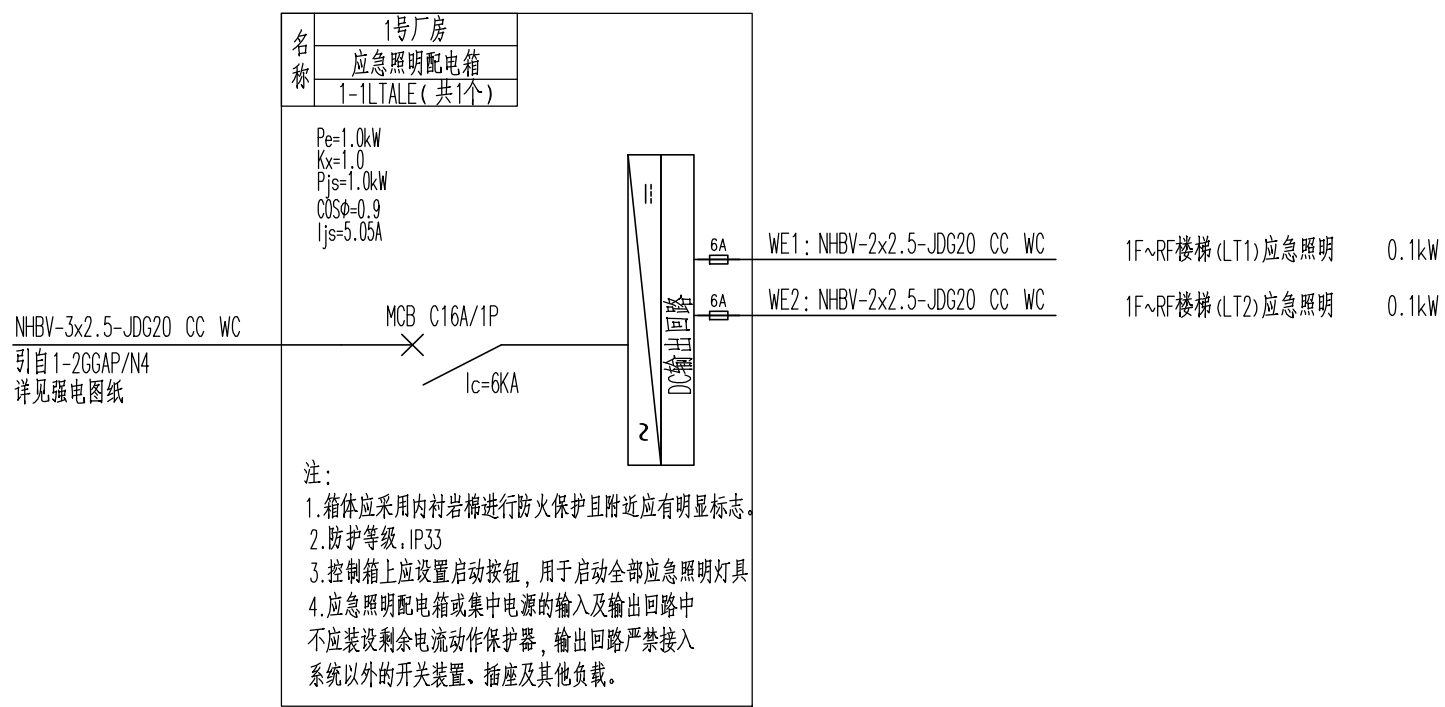 名称
1号厂房
应急照明配电箱
1-1LTALE(共1个)
Pe=1.0kW
Kx=1.0
Pjs=1.0kW
COSΦ=0.9
Ijs=5.05A
NHBV-3x2.5-JDG20 CC WC
引自1-2GGAP/N4
详见强电图纸
MCB C16A/1P
Ic=6KA
DC输出回路
6A
WE1: NHBV-2x2.5-JDG20 CC WC
1F~RF楼梯(LT1)应急照明
0.1kW
6A
WE2: NHBV-2x2.5-JDG20 CC WC
1F~RF楼梯(LT2)应急照明
0.1kW
注:
1.箱体应采用内衬岩棉进行防火保护且附近应有明显标志。
2.防护等级:IP33
3.控制箱上应设置启动按钮,用于启动全部应急照明灯具
4.应急照明配电箱或集中电源的输入及输出回路中
不应装设剩余电流动作保护器,输出回路严禁接入
系统以外的开关装置、插座及其他负载。